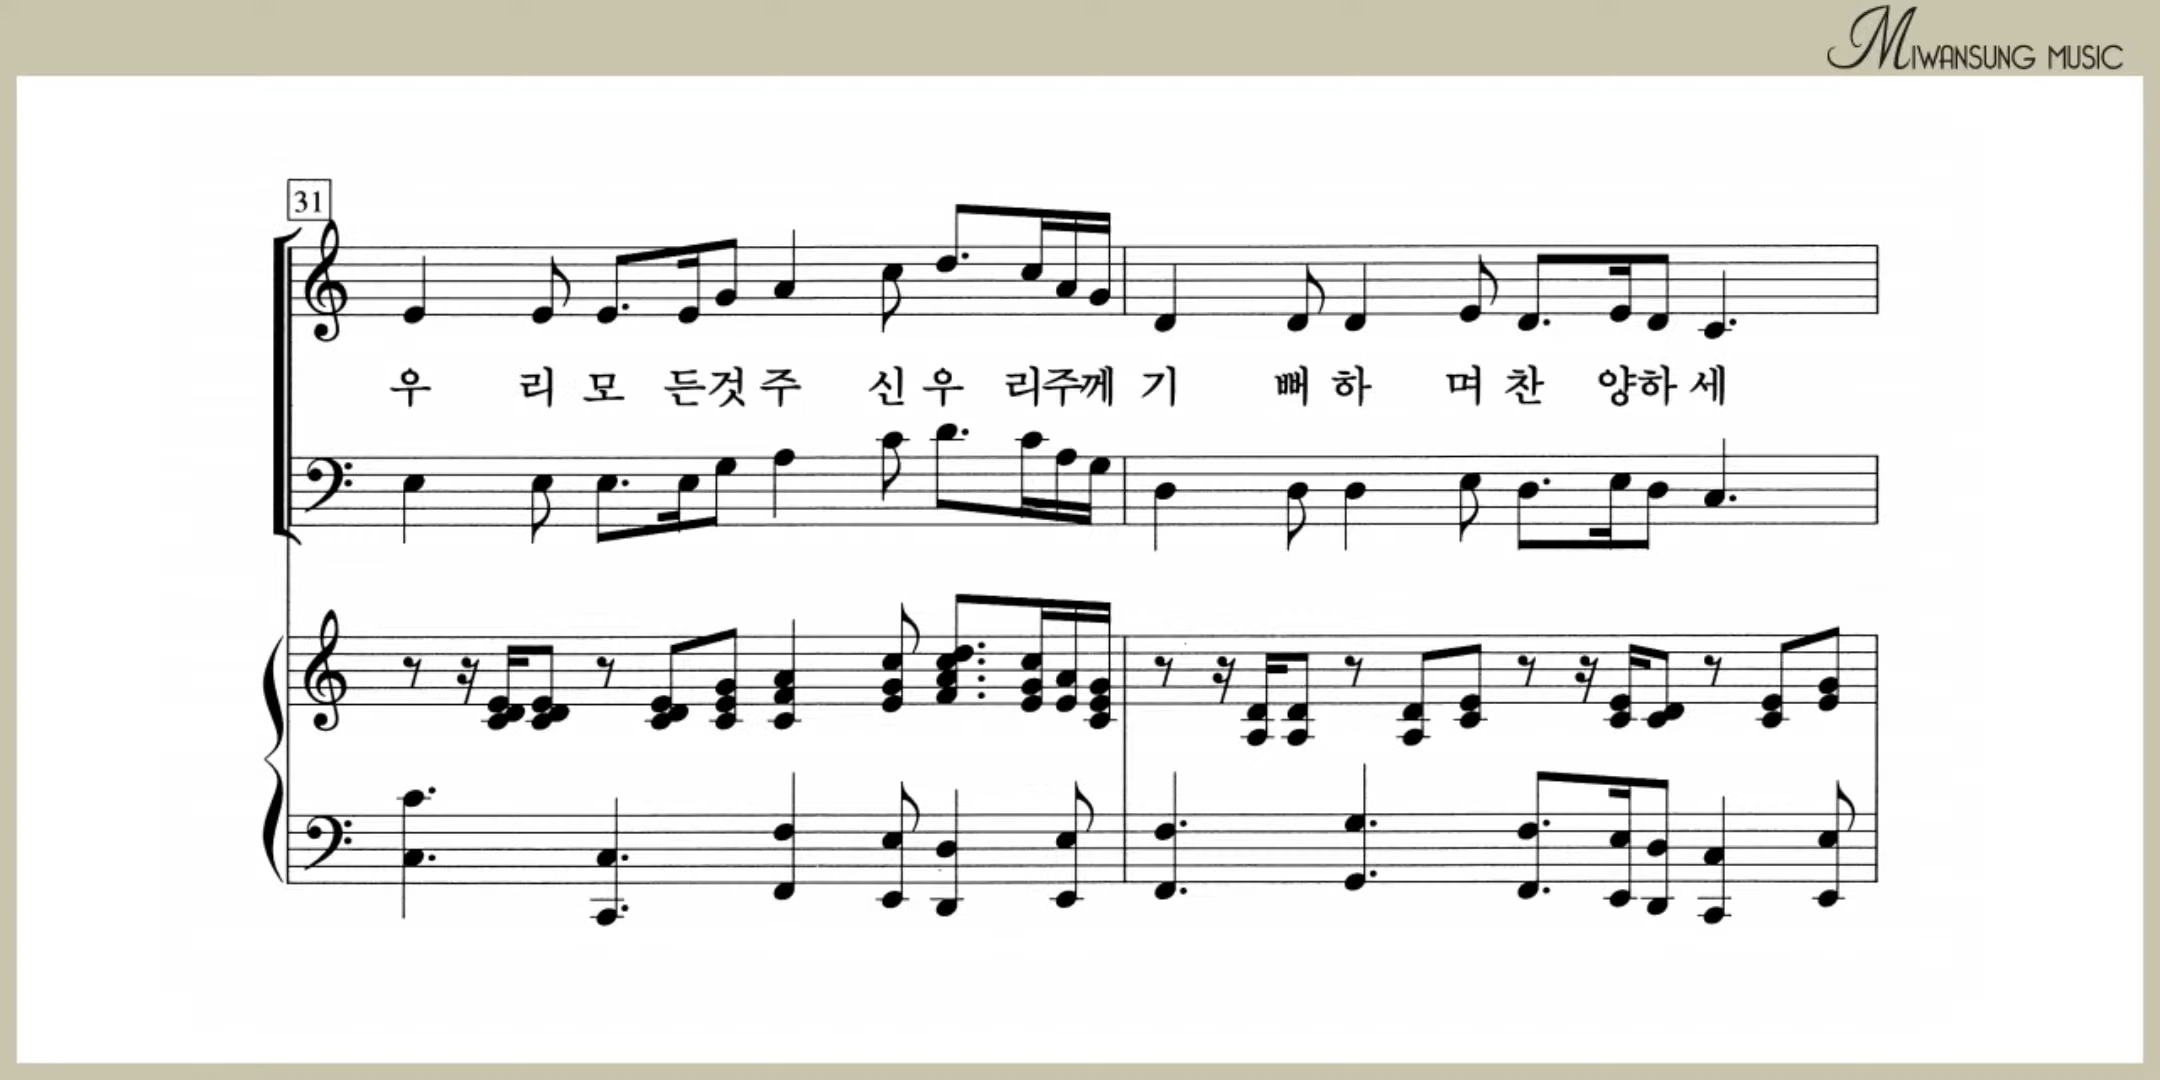 MIWANSUNG MUSIC
31
우 리 모 든것 주 신 우 리주께 기 뻐 하 며 찬 양하 세